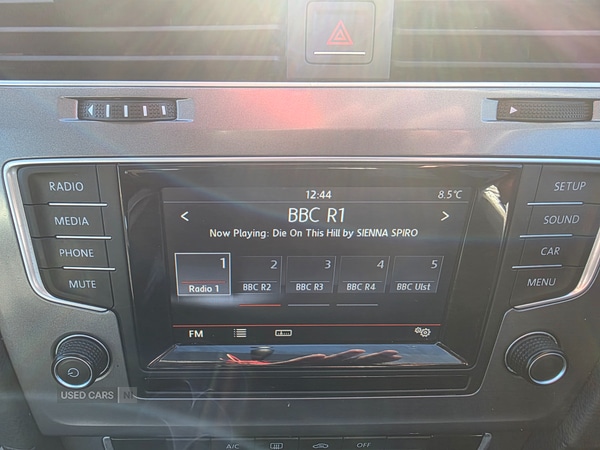 12:44 8.5°C
< BBC R1 >
Now Playing: Die On This Hill by SIENNA SPIRO
1 2 3 4 5
Radio 1 BBC R2 BBC R3 BBC R4 BBC Ulst
FM
RADIO
MEDIA
PHONE
MUTE
SETUP
SOUND
CAR
MENU
USED CARS NI
A/C OFF